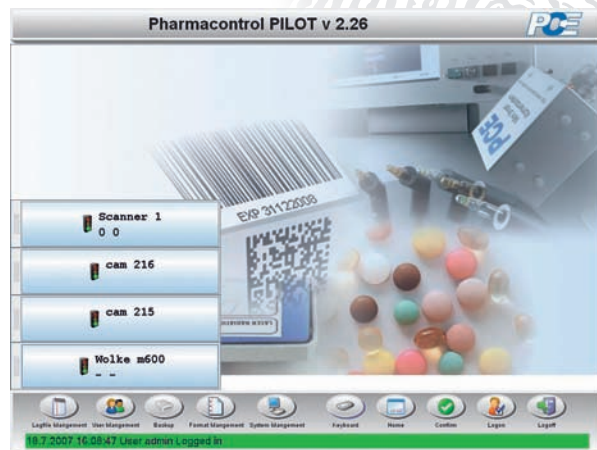 Pharmacontrol PILOT v 2.26
PCE
PCE
EXP 31122008
Scanner 1
0 0
cam 216
cam 215
Wolke m600
- -
Logfile Mangement User Mangement Backup Format Mangement System Mangement Keyboard Home Confirm Logon Logoff
18.7.2007 16:08:47 User admin Logged in